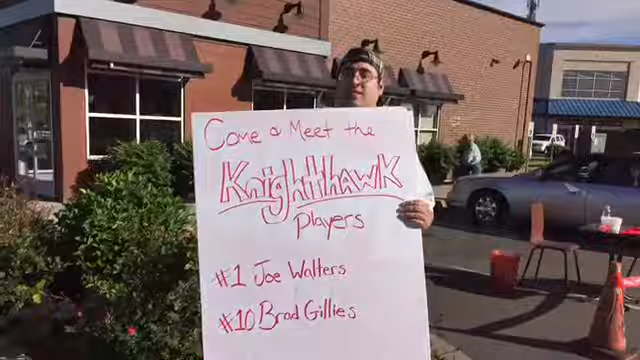 Come & Meet the
KnightHawK
Players
#1 Joe Walters
#10 Brad Gillies